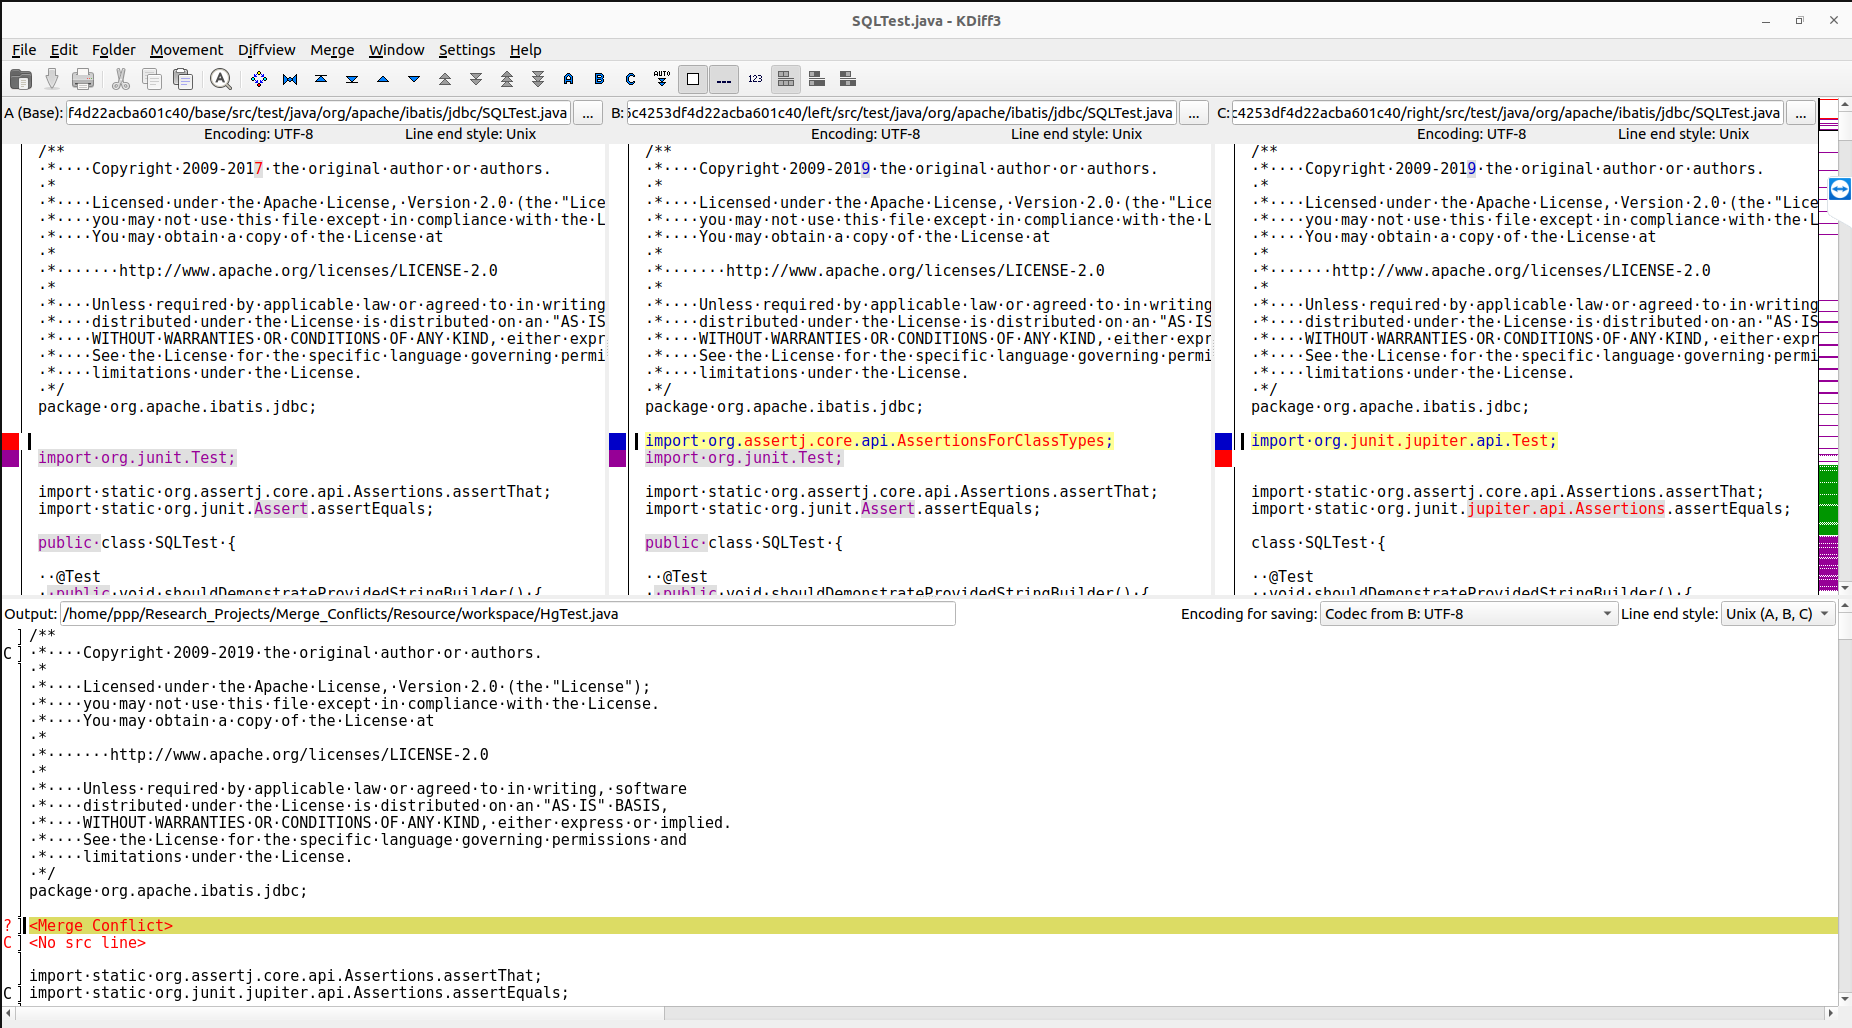 SQLTest.java - KDiff3
File Edit Folder Movement Diffview Merge Window Settings Help
A B C AUTO 123
A (Base): f4d22acba601c40/base/src/test/java/org/apache/ibatis/jdbc/SQLTest.java ...
Encoding: UTF-8 Line end style: Unix
/**
·*····Copyright·2009-2017·the·original·author·or·authors.
·*
·*····Licensed·under·the·Apache·License,·Version·2.0·(the·"Lice
·*····you·may·not·use·this·file·except·in·compliance·with·the·L
·*····You·may·obtain·a·copy·of·the·License·at
·*
·*·······http://www.apache.org/licenses/LICENSE-2.0
·*
·*····Unless·required·by·applicable·law·or·agreed·to·in·writing
·*····distributed·under·the·License·is·distributed·on·an·"AS·IS
·*····WITHOUT·WARRANTIES·OR·CONDITIONS·OF·ANY·KIND,·either·expr
·*····See·the·License·for·the·specific·language·governing·permi
·*····limitations·under·the·License.
·*/
package·org.apache.ibatis.jdbc;
import·org.junit.Test;
import·static·org.assertj.core.api.Assertions.assertThat;
import·static·org.junit.Assert.assertEquals;
public·class·SQLTest·{
··@Test
··public·void·shouldDemonstrateProvidedStringBuilder()·{
B: 5c4253df4d22acba601c40/left/src/test/java/org/apache/ibatis/jdbc/SQLTest.java ...
Encoding: UTF-8 Line end style: Unix
/**
·*····Copyright·2009-2019·the·original·author·or·authors.
·*
·*····Licensed·under·the·Apache·License,·Version·2.0·(the·"Lice
·*····you·may·not·use·this·file·except·in·compliance·with·the·L
·*····You·may·obtain·a·copy·of·the·License·at
·*
·*·······http://www.apache.org/licenses/LICENSE-2.0
·*
·*····Unless·required·by·applicable·law·or·agreed·to·in·writing
·*····distributed·under·the·License·is·distributed·on·an·"AS·IS
·*····WITHOUT·WARRANTIES·OR·CONDITIONS·OF·ANY·KIND,·either·expr
·*····See·the·License·for·the·specific·language·governing·permi
·*····limitations·under·the·License.
·*/
package·org.apache.ibatis.jdbc;
import·org.assertj.core.api.AssertionsForClassTypes;
import·org.junit.Test;
import·static·org.assertj.core.api.Assertions.assertThat;
import·static·org.junit.Assert.assertEquals;
public·class·SQLTest·{
··@Test
··public·void·shouldDemonstrateProvidedStringBuilder()·{
C: c4253df4d22acba601c40/right/src/test/java/org/apache/ibatis/jdbc/SQLTest.java ...
Encoding: UTF-8 Line end style: Unix
/**
·*····Copyright·2009-2019·the·original·author·or·authors.
·*
·*····Licensed·under·the·Apache·License,·Version·2.0·(the·"Lice
·*····you·may·not·use·this·file·except·in·compliance·with·the·L
·*····You·may·obtain·a·copy·of·the·License·at
·*
·*·······http://www.apache.org/licenses/LICENSE-2.0
·*
·*····Unless·required·by·applicable·law·or·agreed·to·in·writing
·*····distributed·under·the·License·is·distributed·on·an·"AS·IS
·*····WITHOUT·WARRANTIES·OR·CONDITIONS·OF·ANY·KIND,·either·expr
·*····See·the·License·for·the·specific·language·governing·permi
·*····limitations·under·the·License.
·*/
package·org.apache.ibatis.jdbc;
import·org.junit.jupiter.api.Test;
import·static·org.assertj.core.api.Assertions.assertThat;
import·static·org.junit.jupiter.api.Assertions.assertEquals;
class·SQLTest·{
··@Test
··void·shouldDemonstrateProvidedStringBuilder()·{
Output: /home/ppp/Research_Projects/Merge_Conflicts/Resource/workspace/HgTest.java Encoding for saving: Codec from B: UTF-8 Line end style: Unix (A, B, C)
/**
C ·*····Copyright·2009-2019·the·original·author·or·authors.
·*
·*····Licensed·under·the·Apache·License,·Version·2.0·(the·"License");
·*····you·may·not·use·this·file·except·in·compliance·with·the·License.
·*····You·may·obtain·a·copy·of·the·License·at
·*
·*·······http://www.apache.org/licenses/LICENSE-2.0
·*
·*····Unless·required·by·applicable·law·or·agreed·to·in·writing,·software
·*····distributed·under·the·License·is·distributed·on·an·"AS·IS"·BASIS,
·*····WITHOUT·WARRANTIES·OR·CONDITIONS·OF·ANY·KIND,·either·express·or·implied.
·*····See·the·License·for·the·specific·language·governing·permissions·and
·*····limitations·under·the·License.
·*/
package·org.apache.ibatis.jdbc;
? <Merge Conflict>
C <No src line>
import·static·org.assertj.core.api.Assertions.assertThat;
C import·static·org.junit.jupiter.api.Assertions.assertEquals;